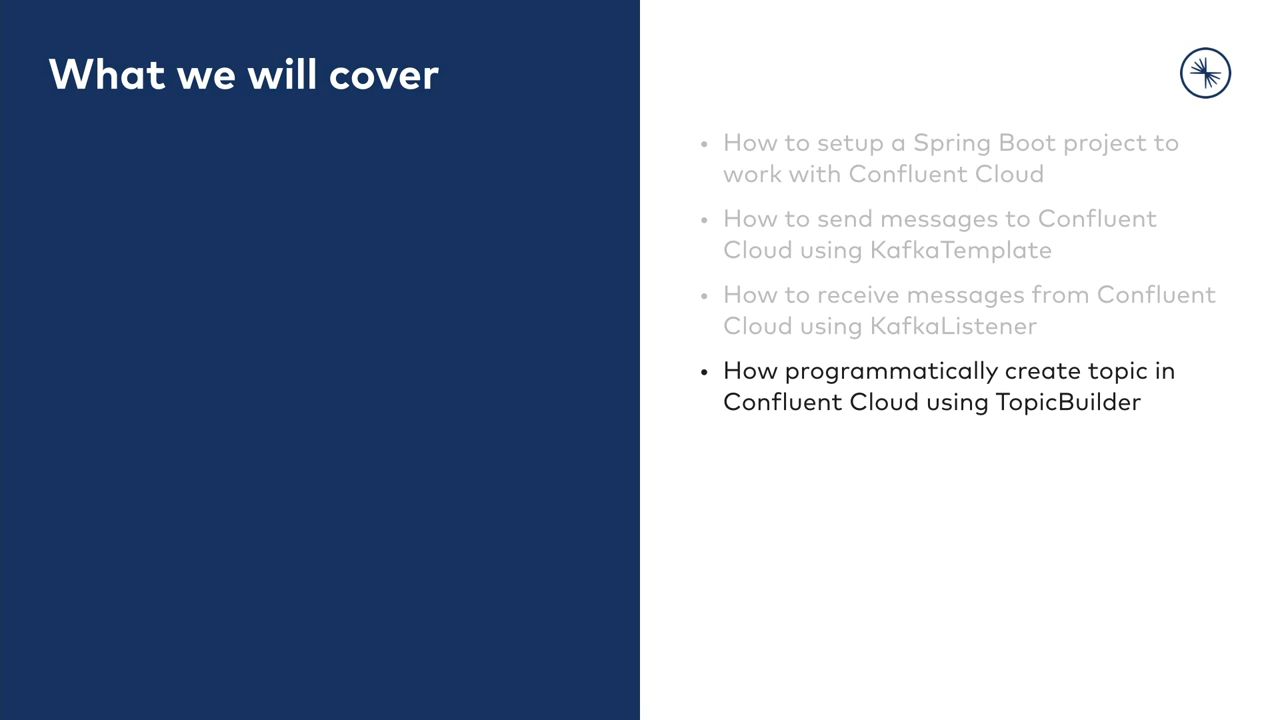 What we will cover
• How to setup a Spring Boot project to
work with Confluent Cloud
• How to send messages to Confluent
Cloud using KafkaTemplate
• How to receive messages from Confluent
Cloud using KafkaListener
• How programmatically create topic in
Confluent Cloud using TopicBuilder